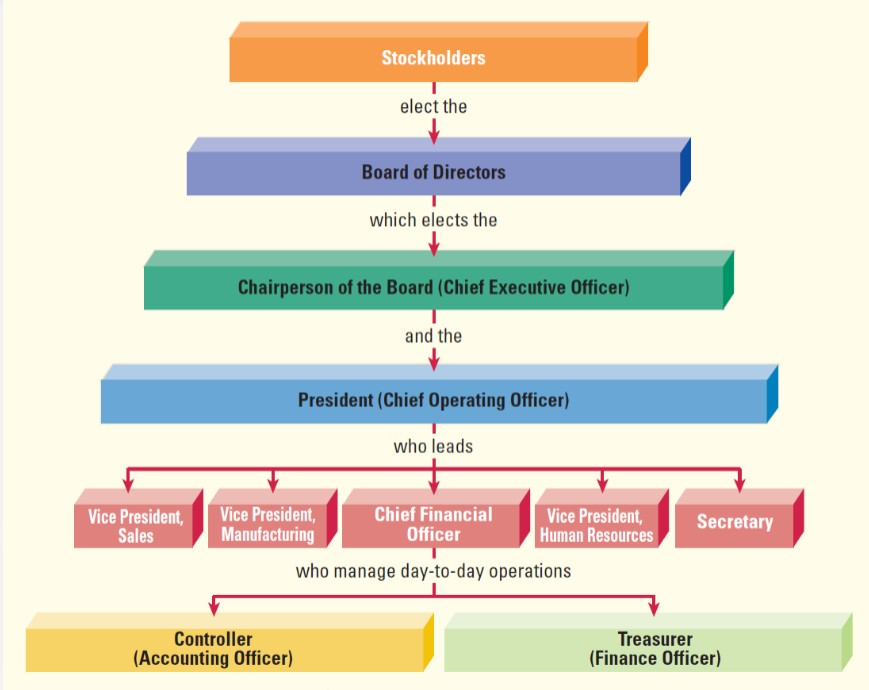 Stockholders
elect the
Board of Directors
which elects the
Chairperson of the Board (Chief Executive Officer)
and the
President (Chief Operating Officer)
who leads
Vice President,
Sales
Vice President,
Manufacturing
Chief Financial
Officer
Vice President,
Human Resources
Secretary
who manage day-to-day operations
Controller
(Accounting Officer)
Treasurer
(Finance Officer)